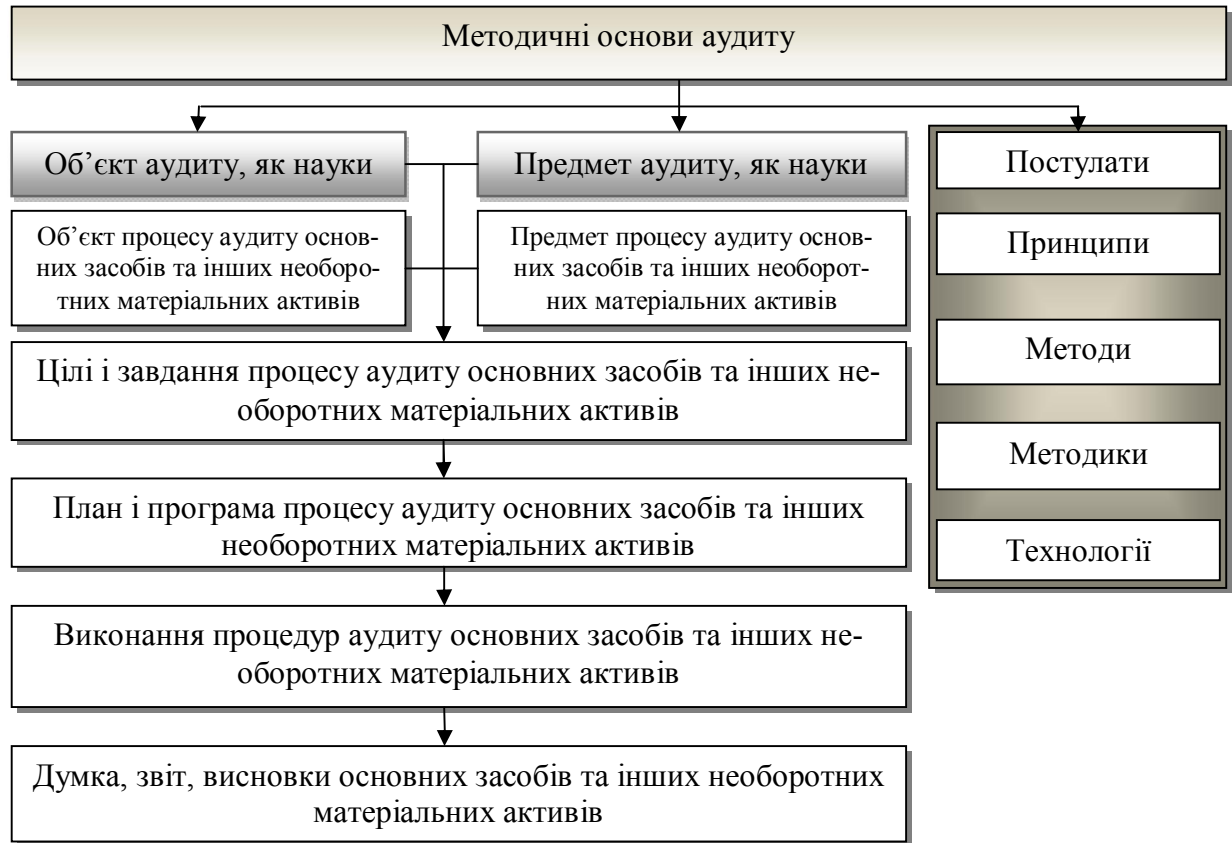 Методичні основи аудиту
Об’єкт аудиту, як науки
Предмет аудиту, як науки
Об’єкт процесу аудиту основ-
них засобів та інших необоро-
тних матеріальних активів
Предмет процесу аудиту основ-
них засобів та інших необорот-
них матеріальних активів
Цілі і завдання процесу аудиту основних засобів та інших не-
оборотних матеріальних активів
План і програма процесу аудиту основних засобів та інших
необоротних матеріальних активів
Виконання процедур аудиту основних засобів та інших не-
оборотних матеріальних активів
Думка, звіт, висновки основних засобів та інших необоротних
матеріальних активів
Постулати
Принципи
Методи
Методики
Технології